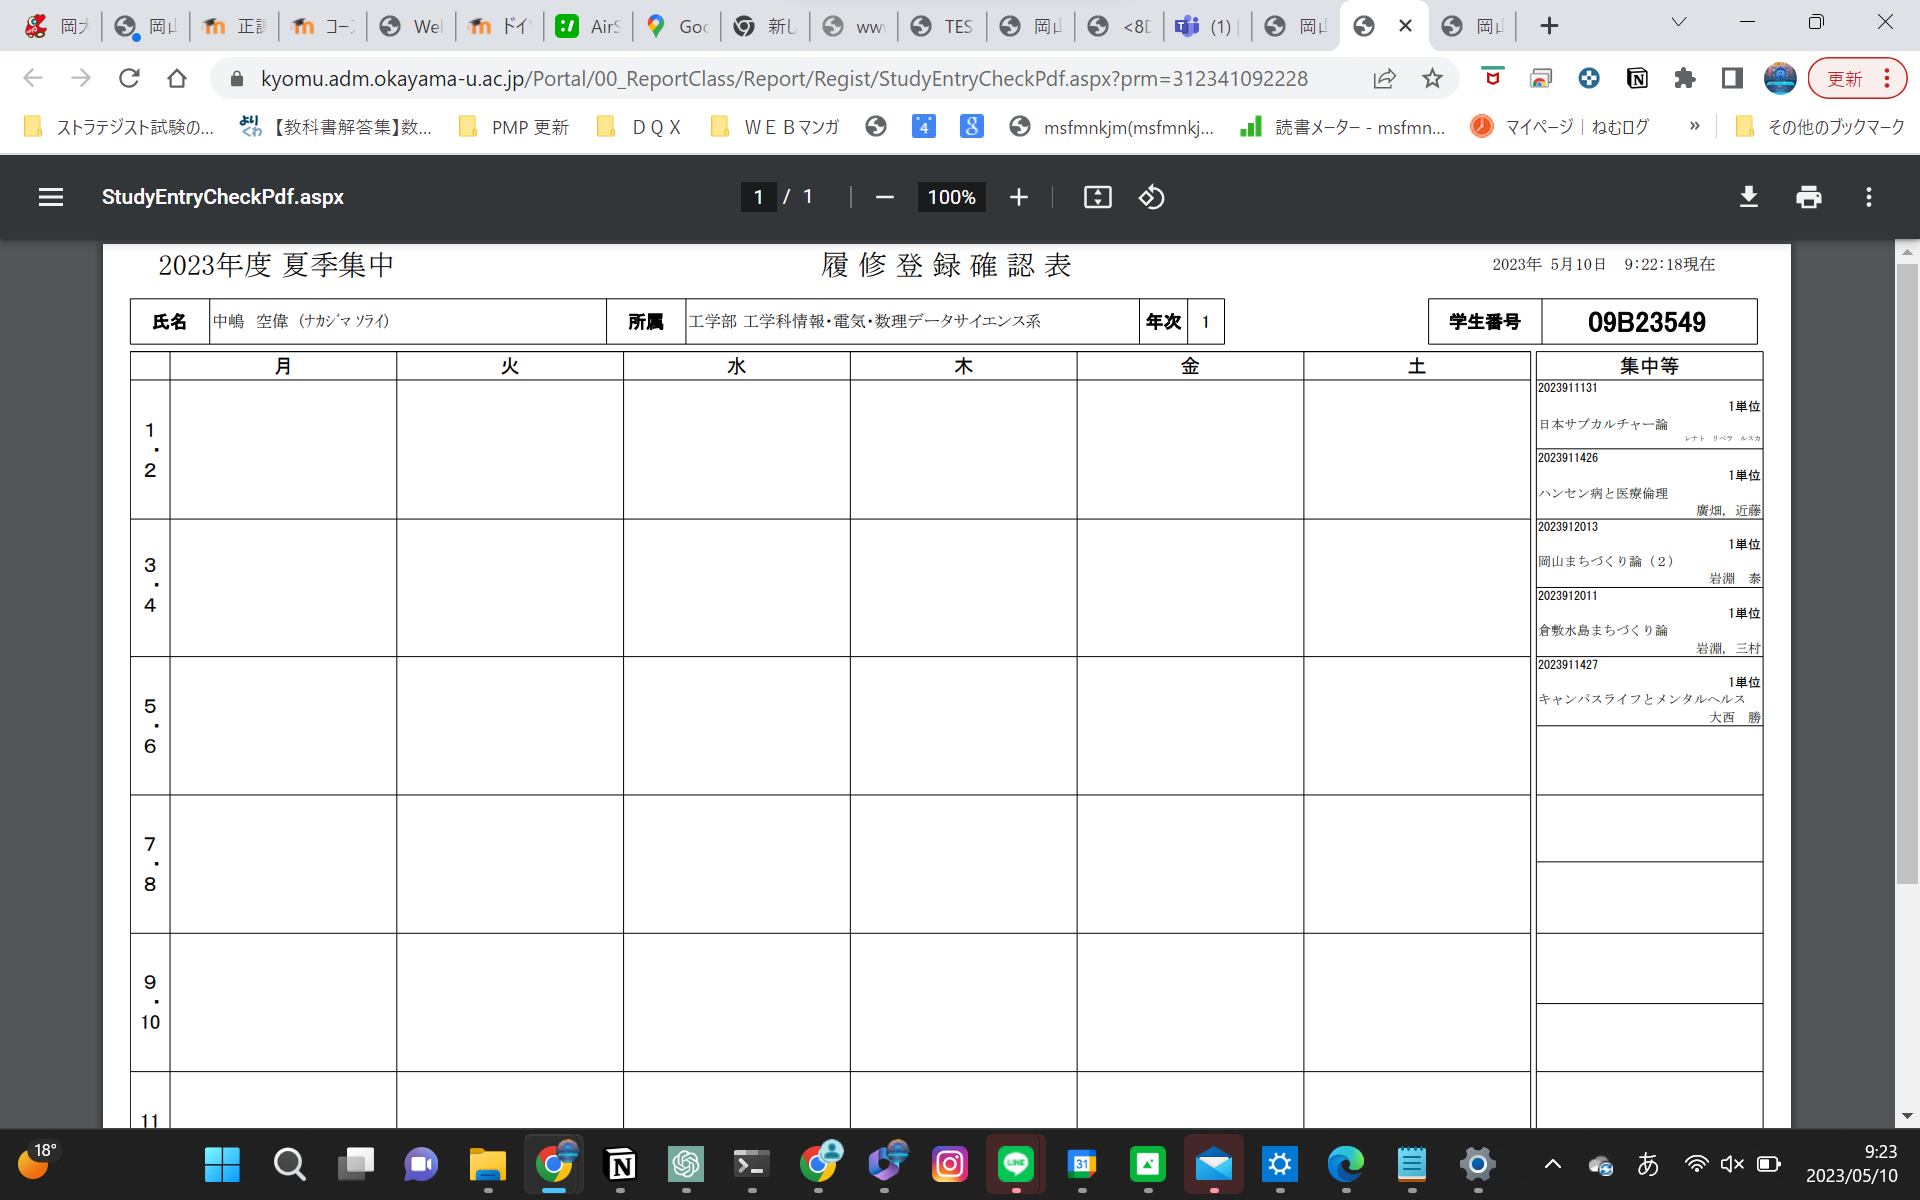 岡大
岡山
正課
コース
We
ドイツ
AirS
Goo
新し
ww
TES
岡山
<8D
(1)
岡山
岡山
kyomu.adm.okayama-u.ac.jp/Portal/00_ReportClass/Report/Regist/StudyEntryCheckPdf.aspx?prm=312341092228
更新
ストラテジスト試験の...
【教科書解答集】数...
PMP 更新
ＤＱＸ
ＷＥＢマンガ
msfmnkjm(msfmnkj...
読書メーター - msfmn...
マイページ | ねむログ
»
その他のブックマーク
StudyEntryCheckPdf.aspx
1 / 1
100%
2023年度 夏季集中
履 修 登 録 確 認 表
2023年 5月10日 9:22:18現在
氏名 中嶋　空偉 (ﾅｶｼﾞﾏ ｿﾗｲ) 所属 工学部 工学科情報・電気・数理データサイエンス系 年次 1
学生番号 09B23549
月 火 水 木 金 土 集中等
1・2
3・4
5・6
7・8
9・10
11
2023911131
1単位
日本サブカルチャー論
レナト　リベラ　ルスカ
2023911426
1単位
ハンセン病と医療倫理
廣畑, 近藤
2023912013
1単位
岡山まちづくり論（２）
岩淵　泰
2023912011
1単位
倉敷水島まちづくり論
岩淵, 三村
2023911427
1単位
キャンパスライフとメンタルヘルス
大西　勝
18°
LINE
31
あ
9:23
2023/05/10